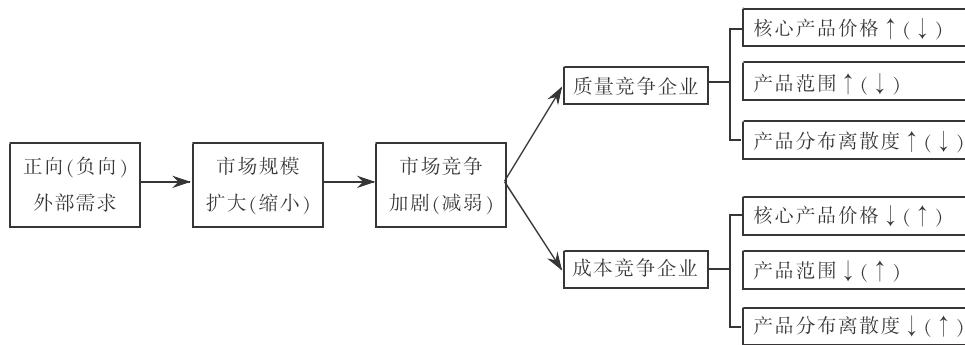 正向(负向)
外部需求
市场规模
扩大(缩小)
市场竞争
加剧(减弱)
质量竞争企业
核心产品价格↑(↓)
产品范围↑(↓)
产品分布离散度↑(↓)
成本竞争企业
核心产品价格↓(↑)
产品范围↓(↑)
产品分布离散度↓(↑)